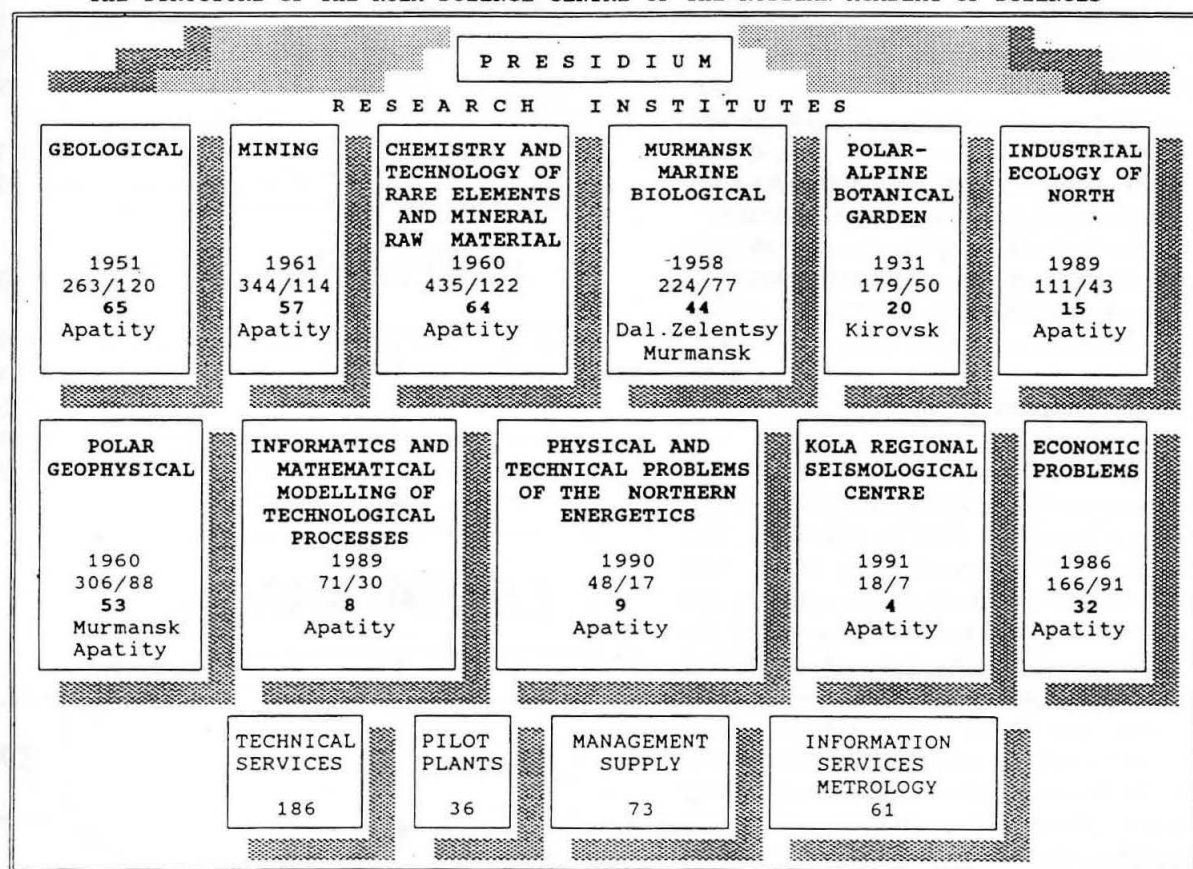 P R E S I D I U M
R E S E A R C H I N S T I T U T E S
GEOLOGICAL
1951
263/120
65
Apatity
MINING
1961
344/114
57
Apatity
CHEMISTRY AND
TECHNOLOGY OF
RARE ELEMENTS
AND MINERAL
RAW MATERIAL
1960
435/122
64
Apatity
MURMANSK
MARINE
BIOLOGICAL
1958
224/77
44
Dal.Zelentsy
Murmansk
POLAR-
ALPINE
BOTANICAL
GARDEN
1931
179/50
20
Kirovsk
INDUSTRIAL
ECOLOGY OF
NORTH
1989
111/43
15
Apatity
POLAR
GEOPHYSICAL
1960
306/88
53
Murmansk
Apatity
INFORMATICS AND
MATHEMATICAL
MODELLING OF
TECHNOLOGICAL
PROCESSES
1989
71/30
8
Apatity
PHYSICAL AND
TECHNICAL PROBLEMS
OF THE NORTHERN
ENERGETICS
1990
48/17
9
Apatity
KOLA REGIONAL
SEISMOLOGICAL
CENTRE
1991
18/7
4
Apatity
ECONOMIC
PROBLEMS
1986
166/91
32
Apatity
TECHNICAL
SERVICES
186
PILOT
PLANTS
36
MANAGEMENT
SUPPLY
73
INFORMATION
SERVICES
METROLOGY
61